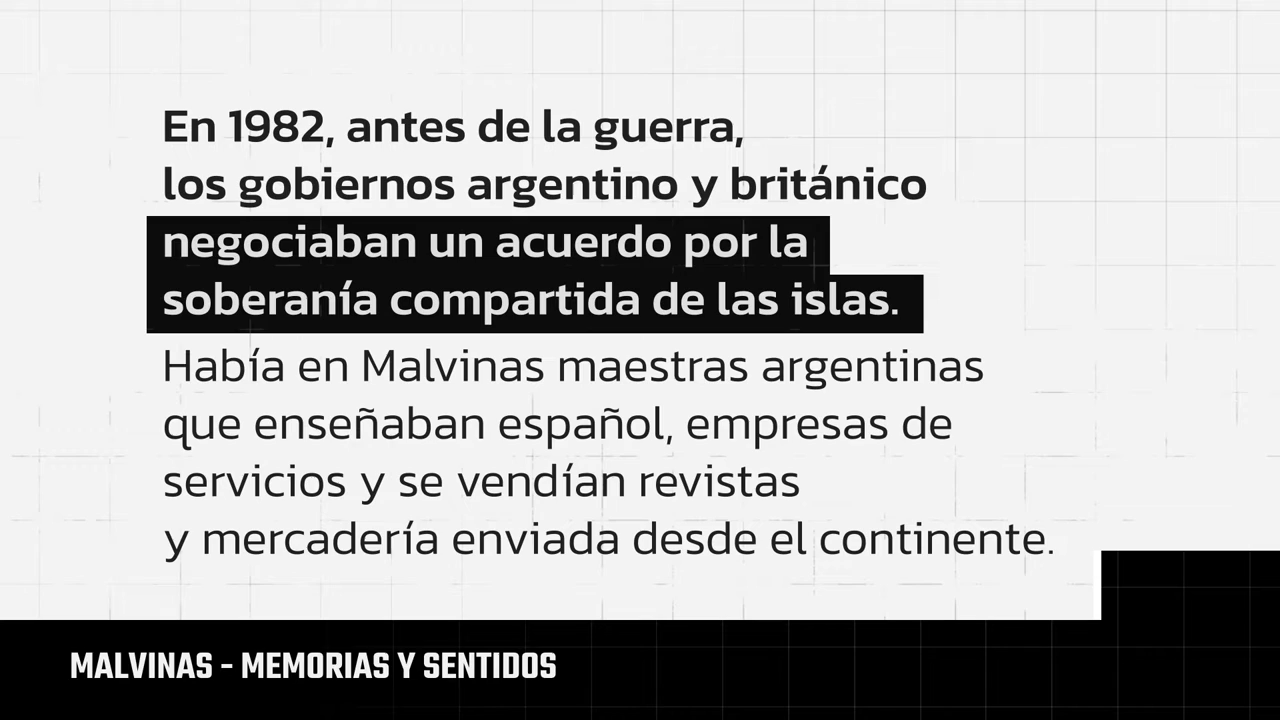 En 1982, antes de la guerra,
los gobiernos argentino y británico
negociaban un acuerdo por la
soberanía compartida de las islas.
Había en Malvinas maestras argentinas
que enseñaban español, empresas de
servicios y se vendían revistas
y mercadería enviada desde el continente.
MALVINAS - MEMORIAS Y SENTIDOS